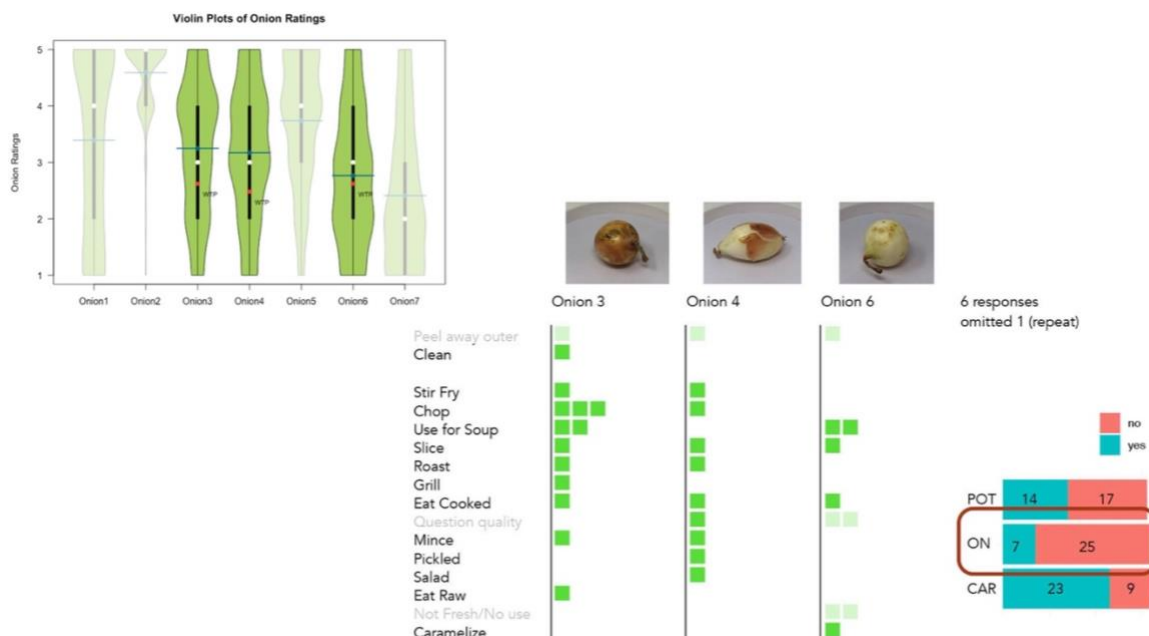 Violin Plots of Onion Ratings
Onion Ratings
5
4
3
2
1
WTP
WTP
WTP
Onion1 Onion2 Onion3 Onion4 Onion5 Onion6 Onion7
Onion 3 Onion 4 Onion 6
6 responses
omitted 1 (repeat)
Peel away outer
Clean
Stir Fry
Chop
Use for Soup
Slice
Roast
Grill
Eat Cooked
Question quality
Mince
Pickled
Salad
Eat Raw
Not Fresh/No use
Caramelize
no
yes
POT 14 17
ON 7 25
CAR 23 9